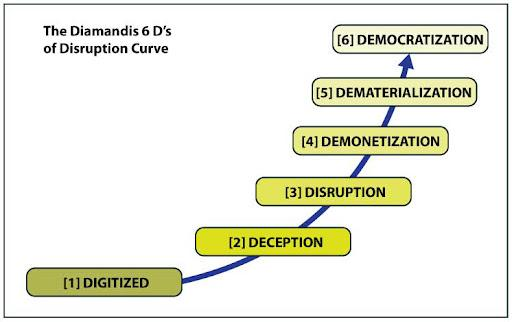 The Diamandis 6 D's
of Disruption Curve
[6] DEMOCRATIZATION
[5] DEMATERIALIZATION
[4] DEMONETIZATION
[3] DISRUPTION
[2] DECEPTION
[1] DIGITIZED